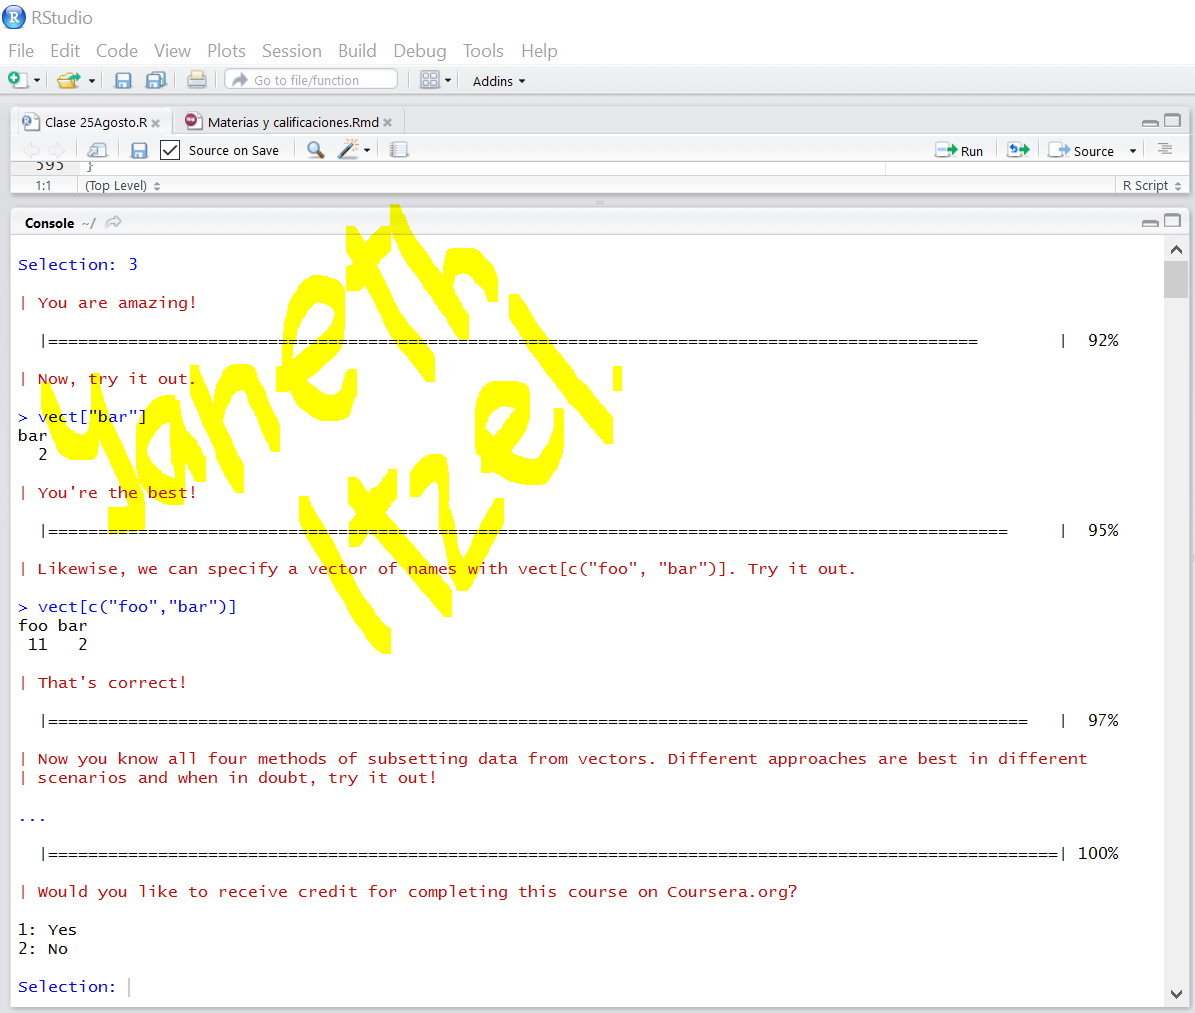 RStudio
File Edit Code View Plots Session Build Debug Tools Help
Go to file/function Addins
Clase 25Agosto.R Materias y calificaciones.Rmd
Source on Save Run Source
595 }
1:1 (Top Level) R Script
Console ~/
Selection: 3
| You are amazing!
|============================================================================================= | 92%
| Now, try it out.
> vect["bar"]
bar
2
| You're the best!
|================================================================================================ | 95%
| Likewise, we can specify a vector of names with vect[c("foo", "bar")]. Try it out.
> vect[c("foo","bar")]
foo bar
11 2
| That's correct!
|================================================================================================== | 97%
| Now you know all four methods of subsetting data from vectors. Different approaches are best in different
| scenarios and when in doubt, try it out!
...
|=====================================================================================================| 100%
| Would you like to receive credit for completing this course on Coursera.org?
1: Yes
2: No
Selection:
Yaneth
Itzel.